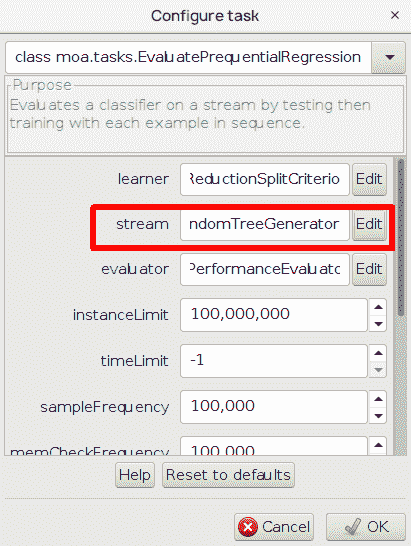 Configure task
class moa.tasks.EvaluatePrequentialRegression
Purpose
Evaluates a classifier on a stream by testing then
training with each example in sequence.
learner ReductionSplitCriterio Edit
stream ndomTreeGenerator Edit
evaluator PerformanceEvaluato Edit
instanceLimit 100,000,000
timeLimit -1
sampleFrequency 100,000
memCheckFrequency 100,000
Help Reset to defaults
Cancel OK